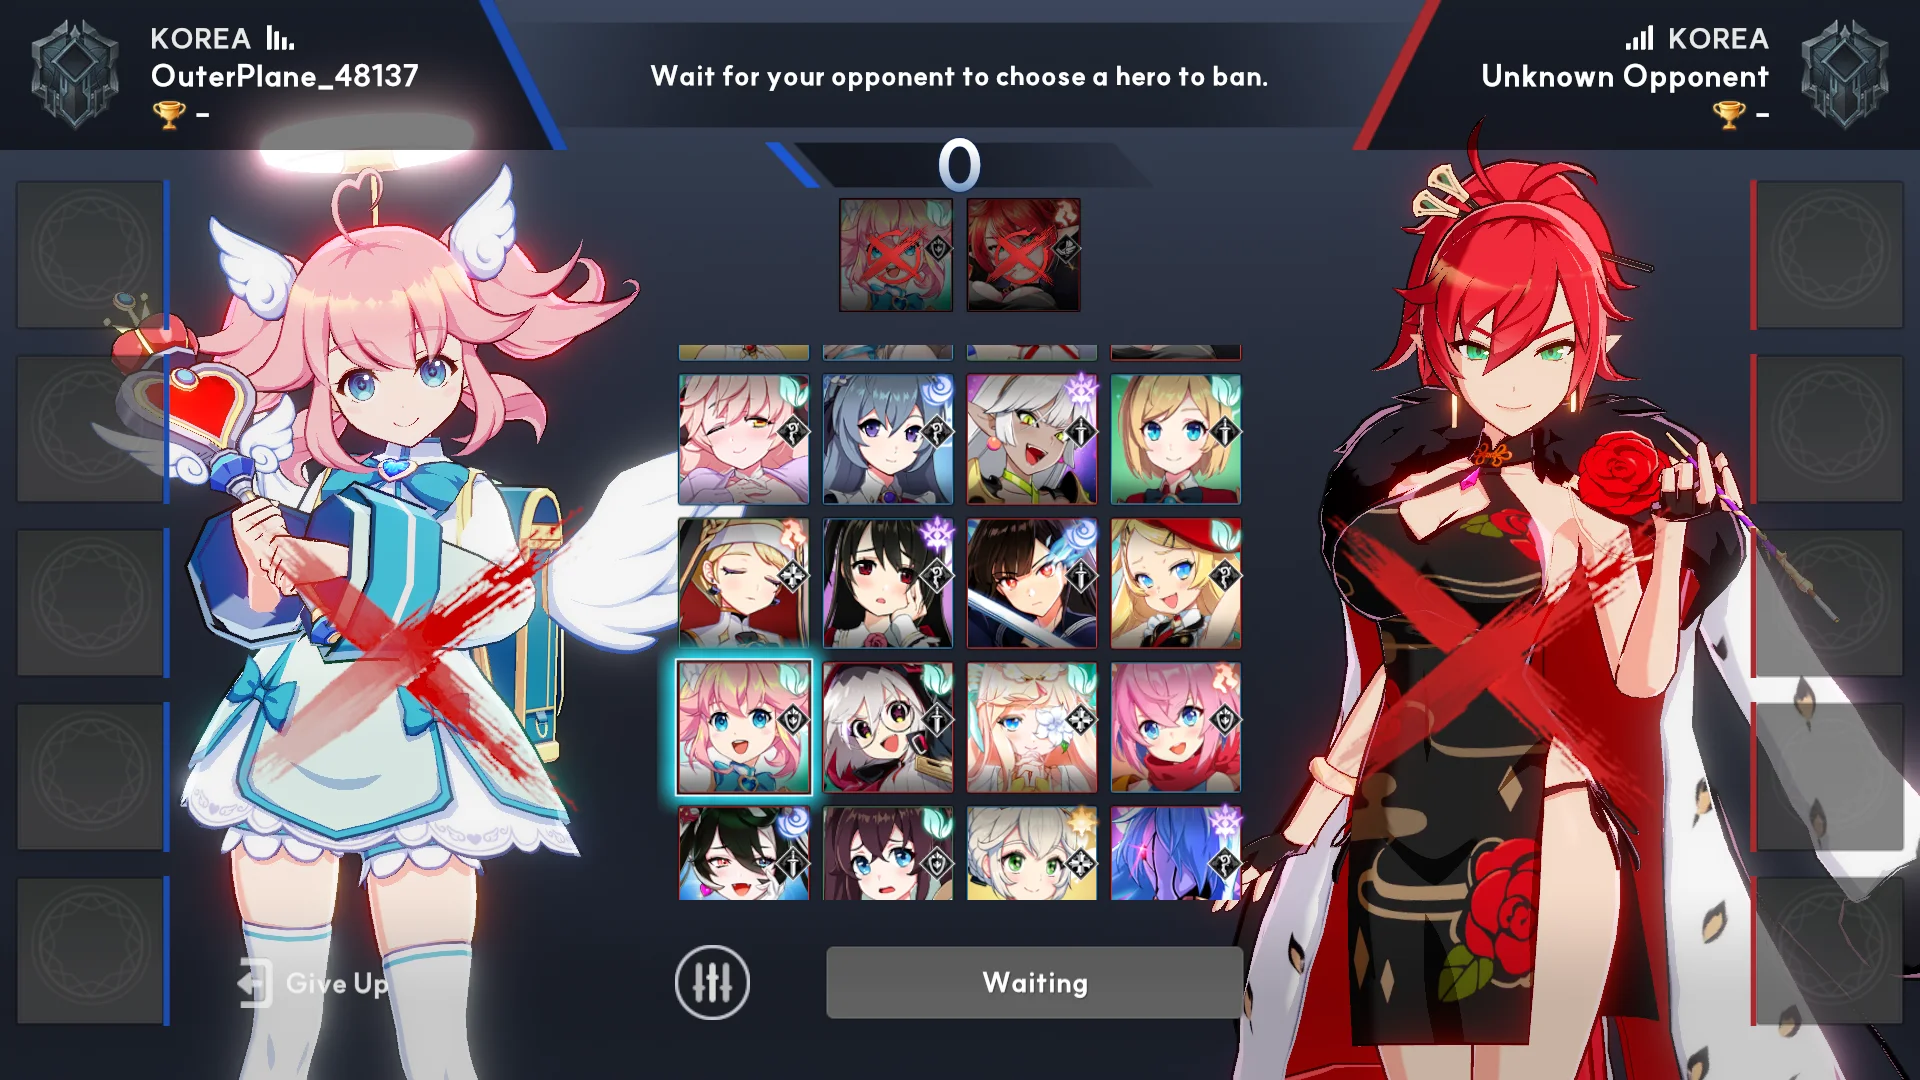 KOREA
OuterPlane_48137
-
Wait for your opponent to choose a hero to ban.
KOREA
Unknown Opponent
-
0
Give Up
Waiting